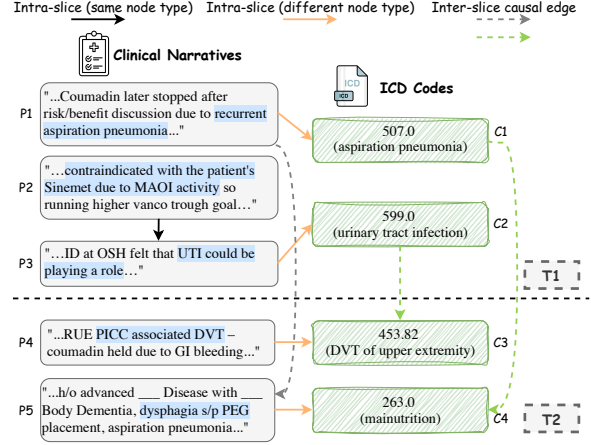 Intra-slice (same node type) Intra-slice (different node type) Inter-slice causal edge
Clinical Narratives
ICD
ICD
ICD Codes
P1
"...Coumadin later stopped after
risk/benefit discussion due to recurrent
aspiration pneumonia..."
507.0
(aspiration pneumonia)
C1
P2
"…contraindicated with the patient's
Sinemet due to MAOI activity so
running higher vanco trough goal…"
599.0
(urinary tract infection)
C2
P3
"…ID at OSH felt that UTI could be
playing a role…"
T1
P4
"...RUE PICC associated DVT –
coumadin held due to GI bleeding..."
453.82
(DVT of upper extremity)
C3
P5
"...h/o advanced ___ Disease with ___
Body Dementia, dysphagia s/p PEG
placement, aspiration pneumonia..."
263.0
(mainutrition)
C4
T2